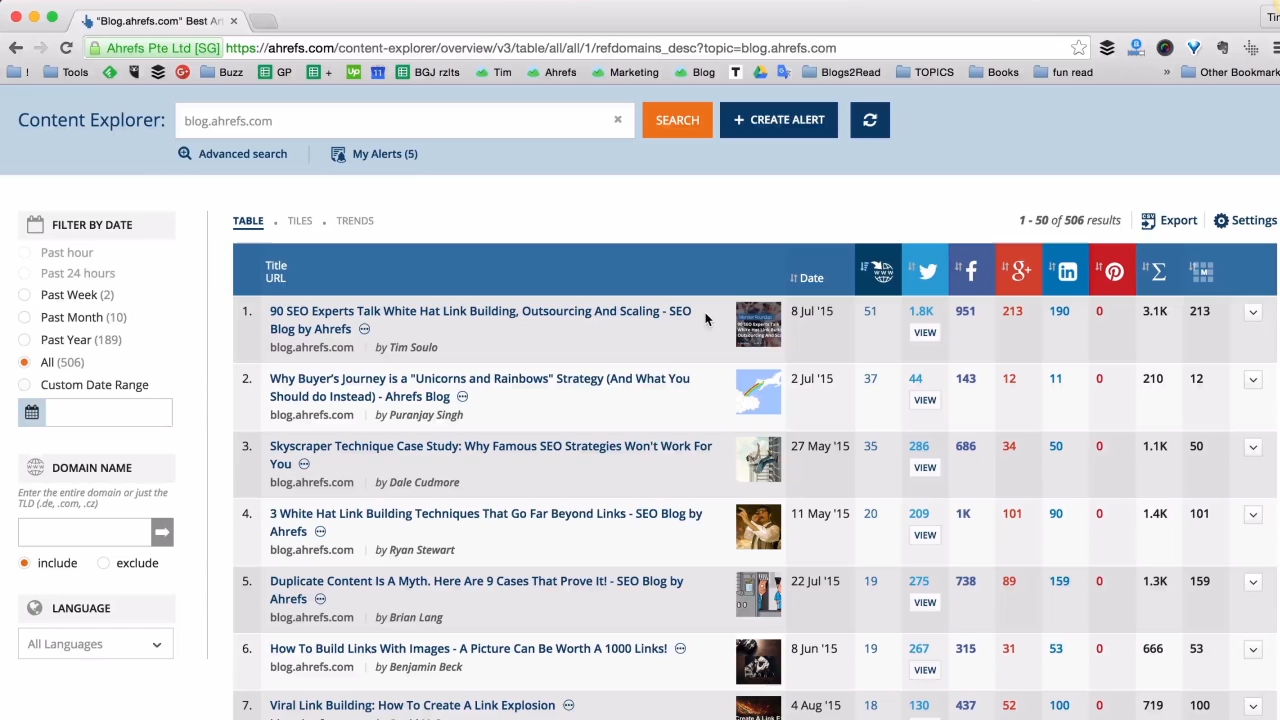 "Blog.ahrefs.com" Best Ar
Ahrefs Pte Ltd [SG] https://ahrefs.com/content-explorer/overview/v3/table/all/all/1/refdomains_desc?topic=blog.ahrefs.com
! Tools Buzz GP + Up 11 BGJ rzlts Tim Ahrefs Marketing Blog T Blogs2Read TOPICS Books fun read » Other Bookmark
Content Explorer: blog.ahrefs.com × SEARCH + CREATE ALERT
Advanced search My Alerts (5)
FILTER BY DATE
Past hour
Past 24 hours
Past Week (2)
Past Month (10)
Past Year (189)
All (506)
Custom Date Range
DOMAIN NAME
Enter the entire domain or just the
TLD (.de, .com, .cz)
include exclude
LANGUAGE
All Languages
TABLE . TILES . TRENDS 1 - 50 of 506 results Export Settings
Title
URL
Date f g+ in Σ M
1. 90 SEO Experts Talk White Hat Link Building, Outsourcing And Scaling - SEO 8 Jul '15 51 1.8K 951 213 190 0 3.1K 213
Blog by Ahrefs VIEW
blog.ahrefs.com by Tim Soulo
2. Why Buyer's Journey is a "Unicorns and Rainbows" Strategy (And What You 2 Jul '15 37 44 143 12 11 0 210 12
Should do Instead) - Ahrefs Blog VIEW
blog.ahrefs.com by Puranjay Singh
3. Skyscraper Technique Case Study: Why Famous SEO Strategies Won't Work For 27 May '15 35 286 686 34 50 0 1.1K 50
You VIEW
blog.ahrefs.com by Dale Cudmore
4. 3 White Hat Link Building Techniques That Go Far Beyond Links - SEO Blog by 11 May '15 20 209 1K 101 90 0 1.4K 101
Ahrefs VIEW
blog.ahrefs.com by Ryan Stewart
5. Duplicate Content Is A Myth. Here Are 9 Cases That Prove It! - SEO Blog by 22 Jul '15 19 275 738 89 159 0 1.3K 159
Ahrefs VIEW
blog.ahrefs.com by Brian Lang
6. How To Build Links With Images - A Picture Can Be Worth A 1000 Links! 8 Jun '15 19 267 315 31 53 0 666 53
VIEW
blog.ahrefs.com by Benjamin Beck
7. Viral Link Building: How To Create A Link Explosion 4 Aug '15 18 130 437 52 100 0 719 100